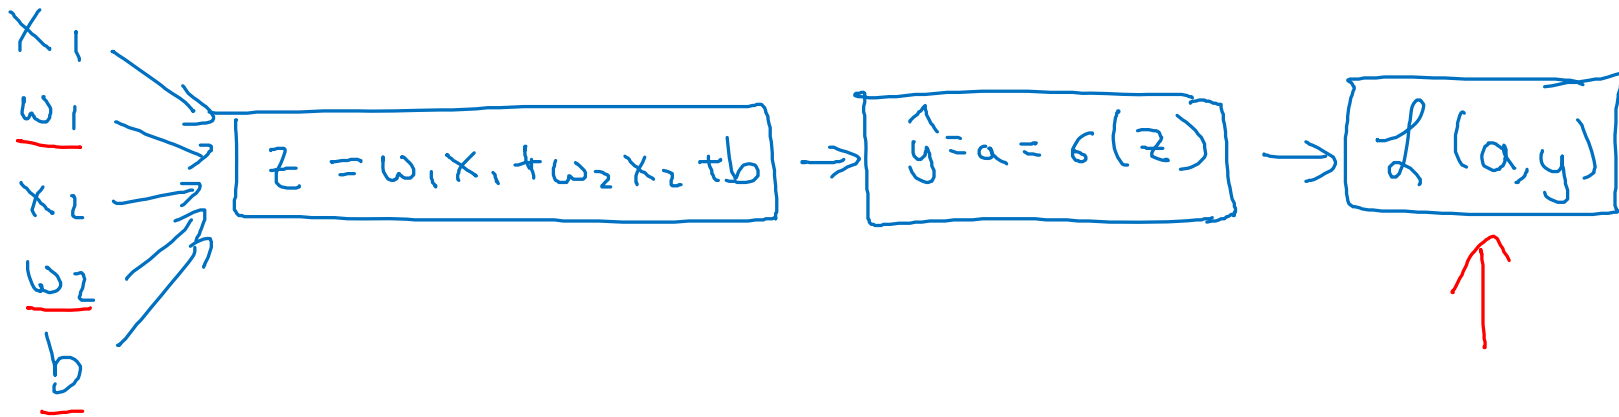 x₁
w₁
x₂
w₂
b
z = w₁x₁ + w₂x₂ + b
ŷ = a = σ(z)
ℒ(a, y)